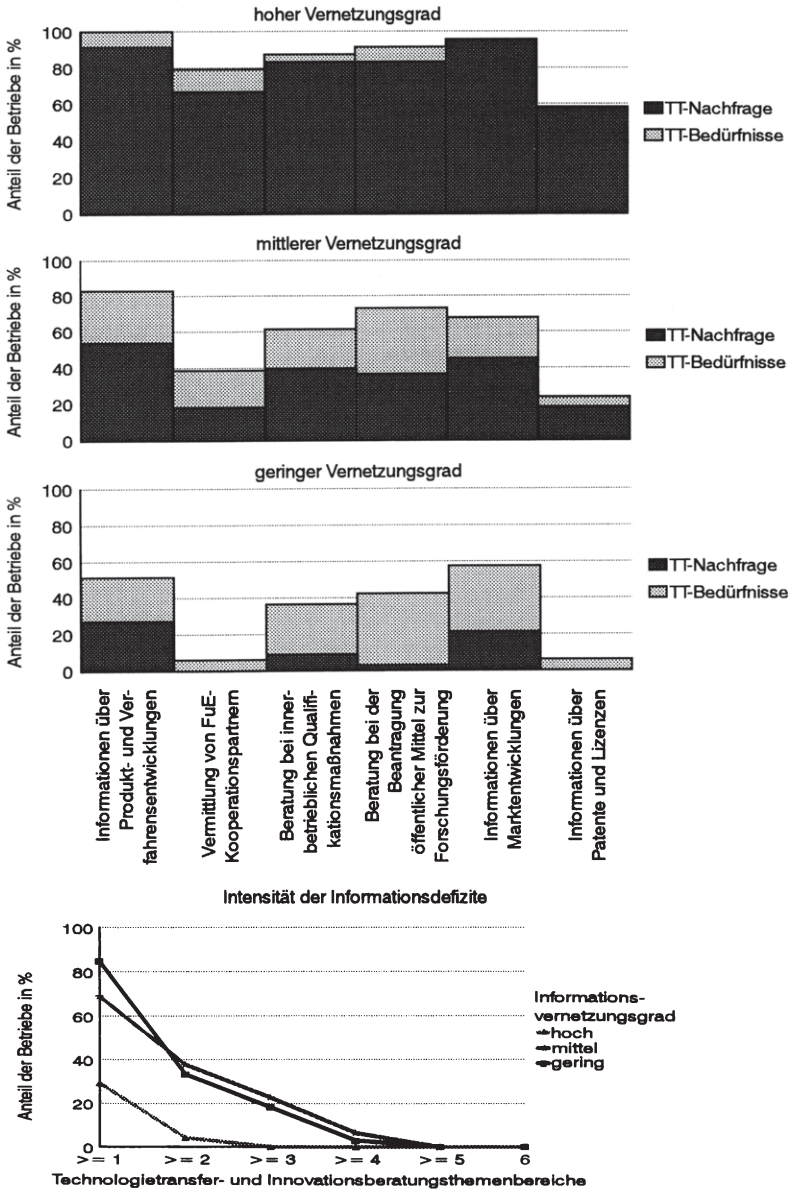 hoher Vernetzungsgrad
Anteil der Betriebe in %
100
80
60
40
20
0
TT-Nachfrage
TT-Bedürfnisse
mittlerer Vernetzungsgrad
Anteil der Betriebe in %
100
80
60
40
20
0
TT-Nachfrage
TT-Bedürfnisse
geringer Vernetzungsgrad
Anteil der Betriebe in %
100
80
60
40
20
0
TT-Nachfrage
TT-Bedürfnisse
Informationen über
Produkt- und Ver-
fahrensentwicklungen
Vermittlung von FuE-
Kooperationspartnern
Beratung bei inner-
betrieblichen Qualifi-
kationsmaßnahmen
Beratung bei der
Beantragung
öffentlicher Mittel zur
Forschungsförderung
Informationen über
Marktentwicklungen
Informationen über
Patente und Lizenzen
Intensität der Informationsdefizite
Anteil der Betriebe in %
100
80
60
40
20
0
>= 1
>= 2
>= 3
>= 4
>= 5
6
Informations-
vernetzungsgrad
hoch
mittel
gering
Technologietransfer- und Innovationsberatungsthemenbereiche